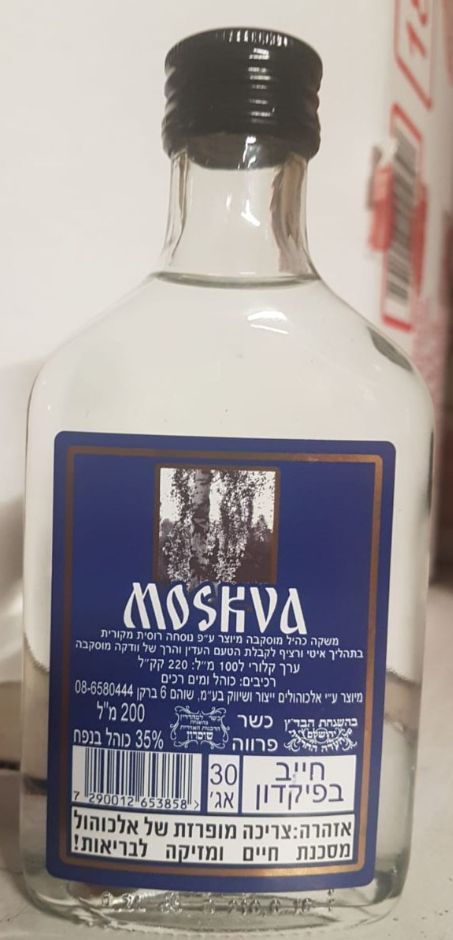 MOSKVA
משקה כהיל מוסקבה מיוצר ע"פ נוסחה רוסית מקורית
בתהליך איטי ורציף לקבלת הטעם העדין והרך של וודקה מוסקבה
ערך קלורי ל100 מ"ל: 220 קק"ל
רכיבים: כוהל ומים רכים
מיוצר ע"י אלכוהולים ייצור ושיווק בע"מ, שוהם 6 ברקן 08-6580444
בהשגחת הבד"ץ
ירושלים
כשר
פרווה
200 מ"ל
35% כוהל בנפח
חייב
בפיקדון
30
אג'
7 290012 653858 >
אזהרה:צריכה מופרזת של אלכוהול
מסכנת חיים ומזיקה לבריאות!